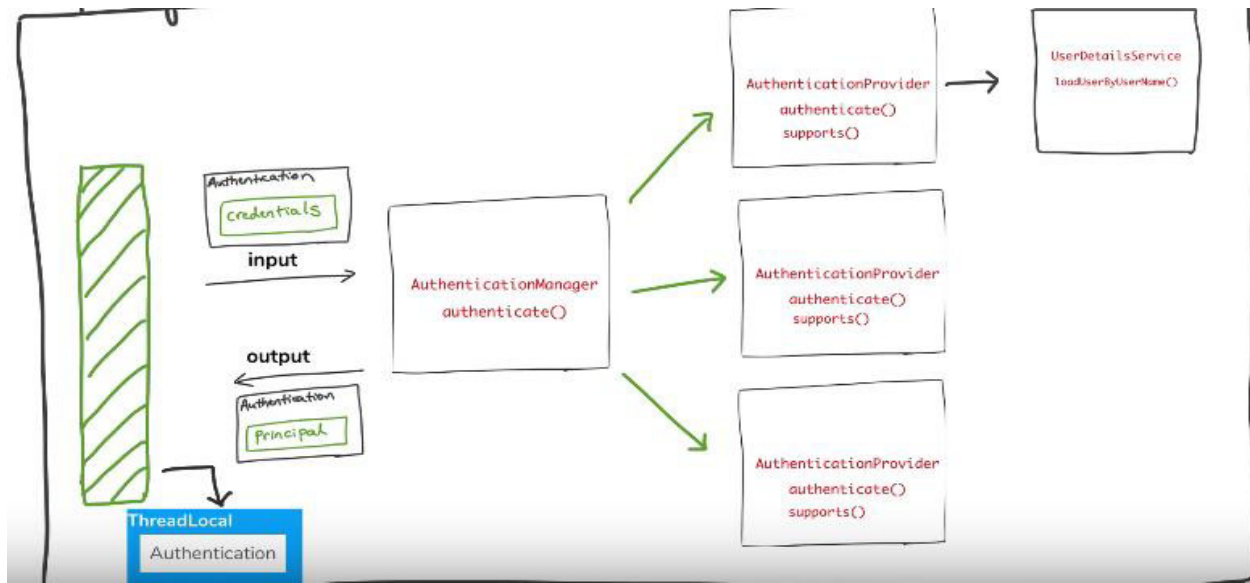 Authentication
credentials
input
output
Authentication
principal
ThreadLocal
Authentication
AuthenticationManager
authenticate()
AuthenticationProvider
authenticate()
supports()
AuthenticationProvider
authenticate()
supports()
AuthenticationProvider
authenticate()
supports()
UserDetailsService
loadUserByUserName()